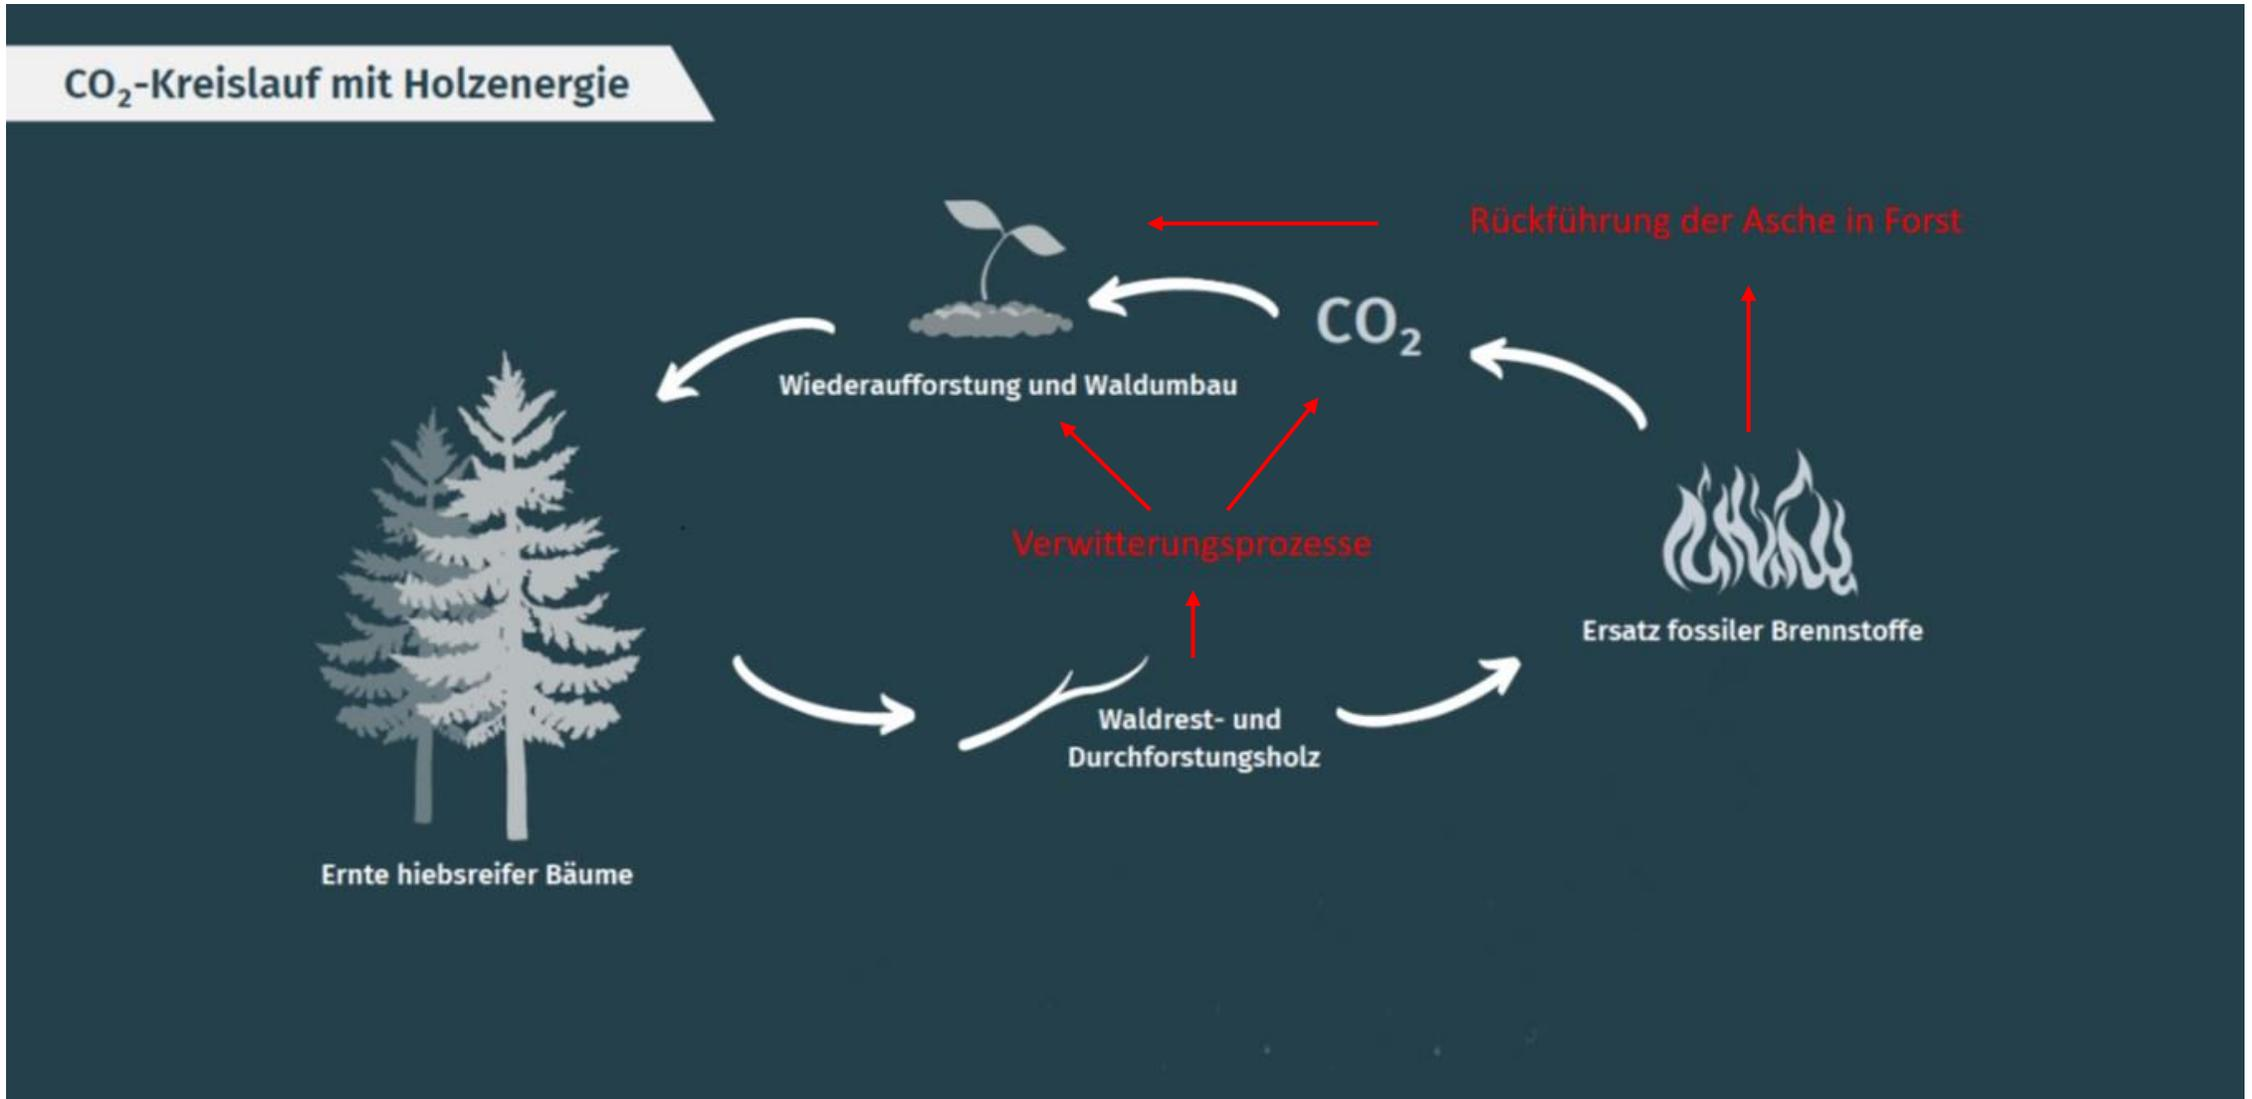 CO₂-Kreislauf mit Holzenergie
Rückführung der Asche in Forst
CO₂
Wiederaufforstung und Waldumbau
Verwitterungsprozesse
Ersatz fossiler Brennstoffe
Waldrest- und
Durchforstungsholz
Ernte hiebsreifer Bäume